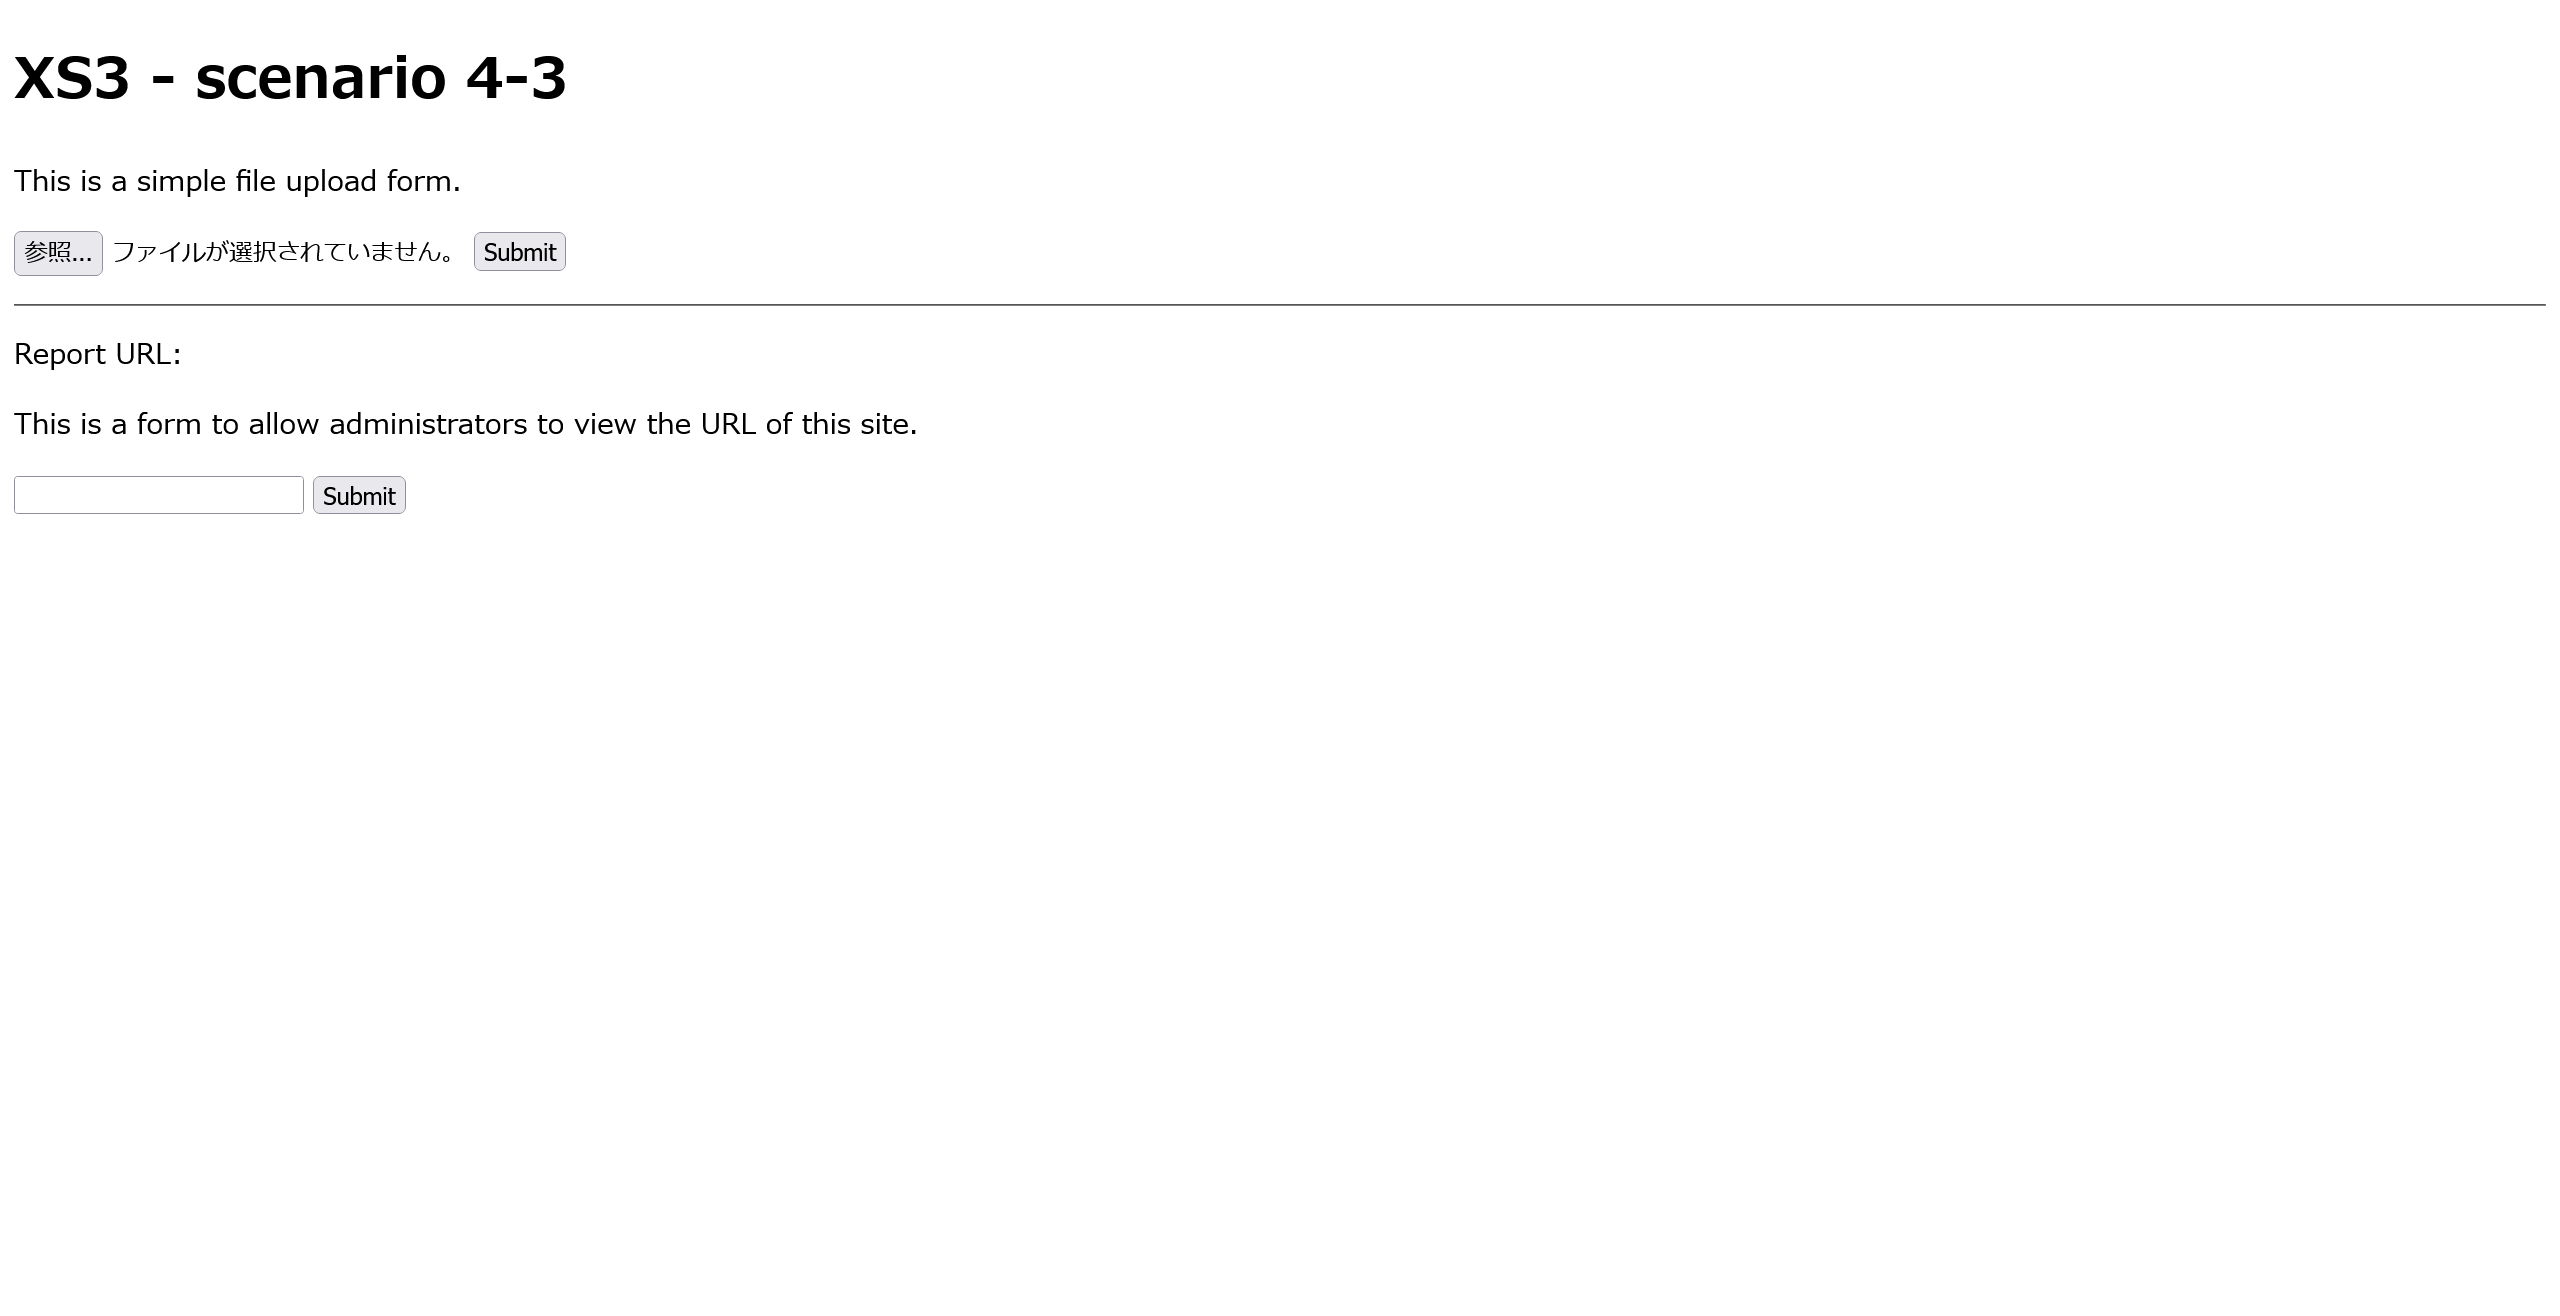 XS3 - scenario 4-3
This is a simple file upload form.
参照... ファイルが選択されていません。 Submit
Report URL:
This is a form to allow administrators to view the URL of this site.
Submit